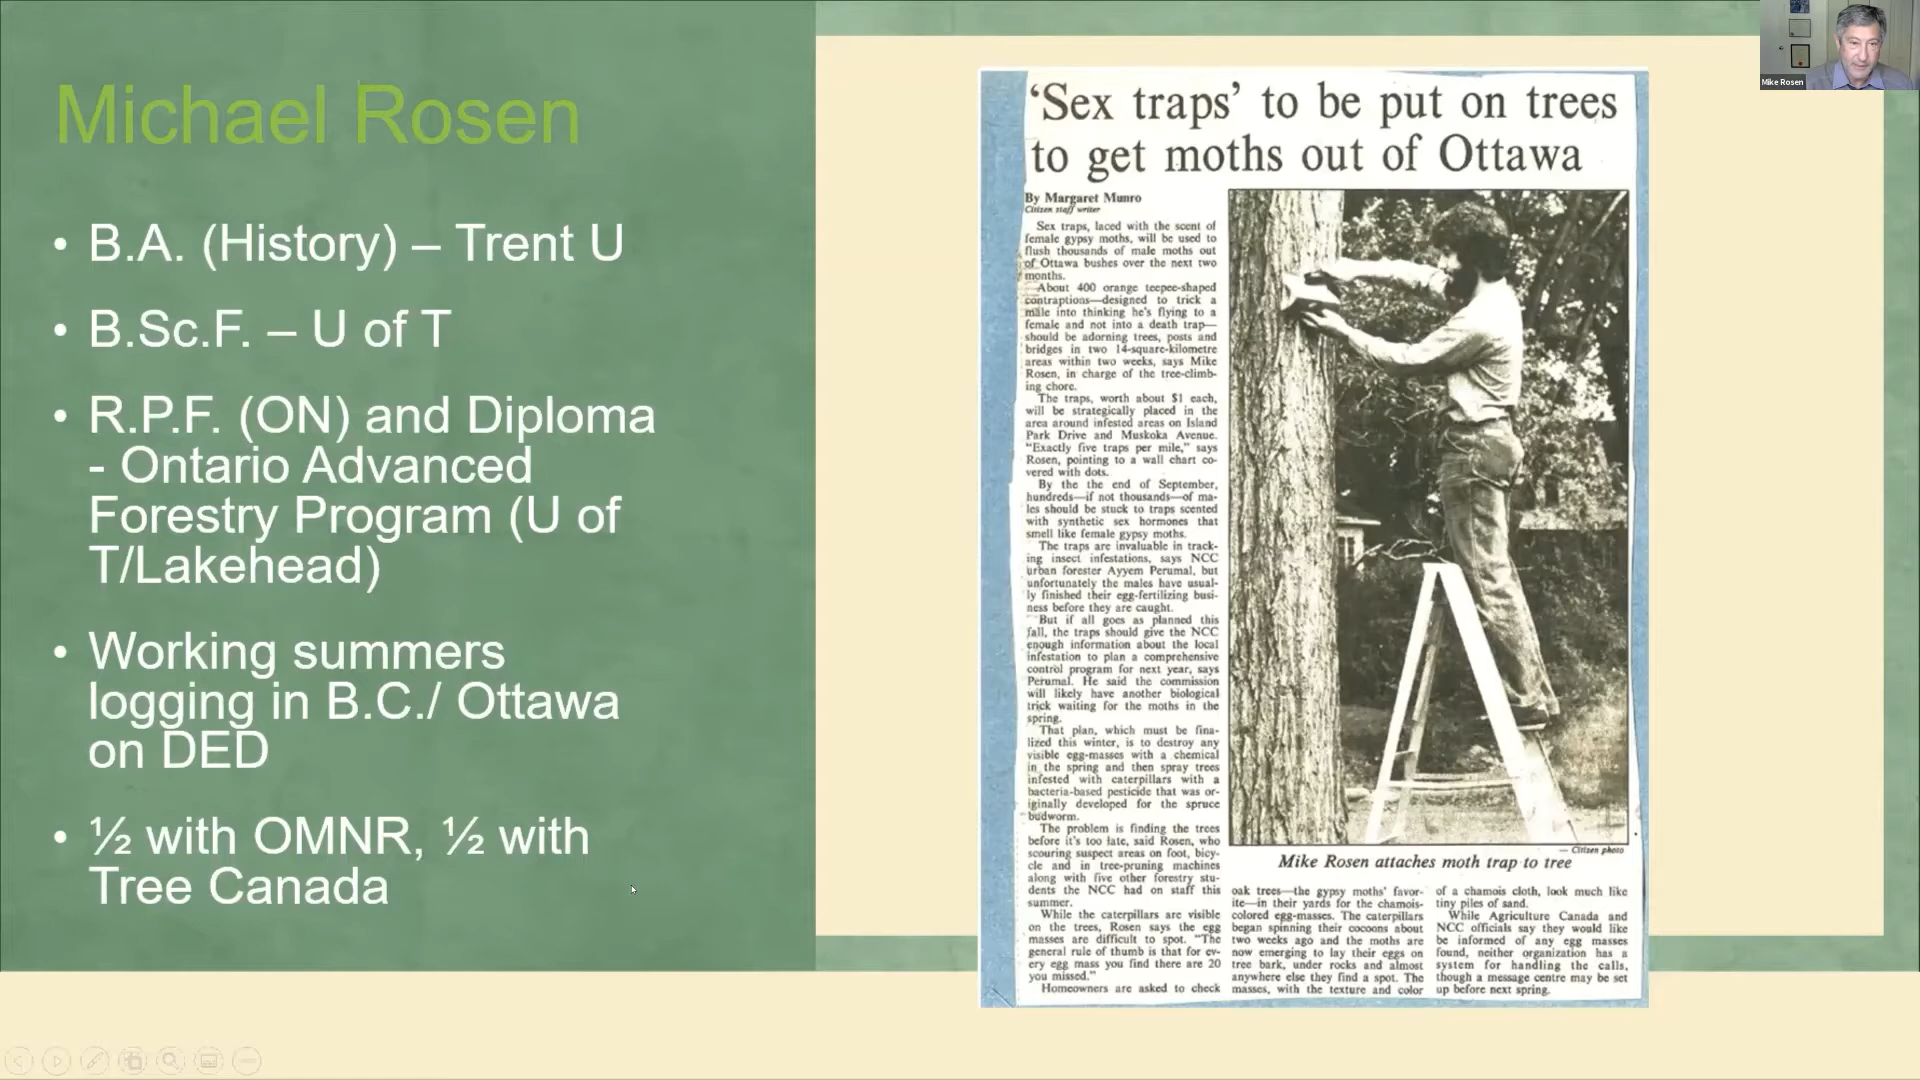 Michael Rosen
• B.A. (History) – Trent U
• B.Sc.F. – U of T
• R.P.F. (ON) and Diploma
- Ontario Advanced
Forestry Program (U of
T/Lakehead)
• Working summers
logging in B.C./ Ottawa
on DED
• ½ with OMNR, ½ with
Tree Canada
‘Sex traps’ to be put on trees
to get moths out of Ottawa
By Margaret Munro
Citizen staff writer
Sex traps, laced with the scent of
female gypsy moths, will be used to
flush thousands of male moths out
of Ottawa bushes over the next two
months.
About 400 orange teepee-shaped
contraptions—designed to trick a
male into thinking he's flying to a
female and not into a death trap—
should be adorning trees, posts and
bridges in two 14-square-kilometre
areas within two weeks, says Mike
Rosen, in charge of the tree-climb-
ing chore.
The traps, worth about $1 each,
will be strategically placed in the
area around infested areas on Island
Park Drive and Muskoka Avenue.
“Exactly five traps per mile,” says
Rosen, pointing to a wall chart co-
vered with dots.
By the the end of September,
hundreds—if not thousands—of ma-
les should be stuck to traps scented
with synthetic sex hormones that
smell like female gypsy moths.
The traps are invaluable in track-
ing insect infestations, says NCC
urban forester Ayyem Perumal, but
unfortunately the males have usual-
ly finished their egg-fertilizing busi-
ness before they are caught.
But if all goes as planned this
fall, the traps should give the NCC
enough information about the local
infestation to plan a comprehensive
control program for next year, says
Perumal. He said the commission
will likely have another biological
trick waiting for the moths in the
spring.
That plan, which must be fina-
lized this winter, is to destroy any
visible egg-masses with a chemical
in the spring and then spray trees
infested with caterpillars with a
bacteria-based pesticide that was or-
iginally developed for the spruce
budworm.
The problem is finding the trees
before it's too late, said Rosen, who
scouring suspect areas on foot, bicy-
cle and in tree-pruning machines
along with five other forestry stu-
dents the NCC had on staff this
summer.
While the caterpillars are visible
on the trees, Rosen says the egg
masses are difficult to spot. “The
general rule of thumb is that for ev-
ery egg mass you find there are 20
you missed.”
Homeowners are asked to check
— Citizen photo
Mike Rosen attaches moth trap to tree
oak trees—the gypsy moths' favor-
ite—in their yards for the chamois-
colored egg-masses. The caterpillars
began spinning their cocoons about
two weeks ago and the moths are
now emerging to lay their eggs on
tree bark, under rocks and almost
anywhere else they find a spot. The
masses, with the texture and color
of a chamois cloth, look much like
tiny piles of sand.
While Agriculture Canada and
NCC officials say they would like
to be informed of any egg masses
found, neither organization has a
system for handling the calls,
though a message centre may be set
up before next spring.
Mike Rosen